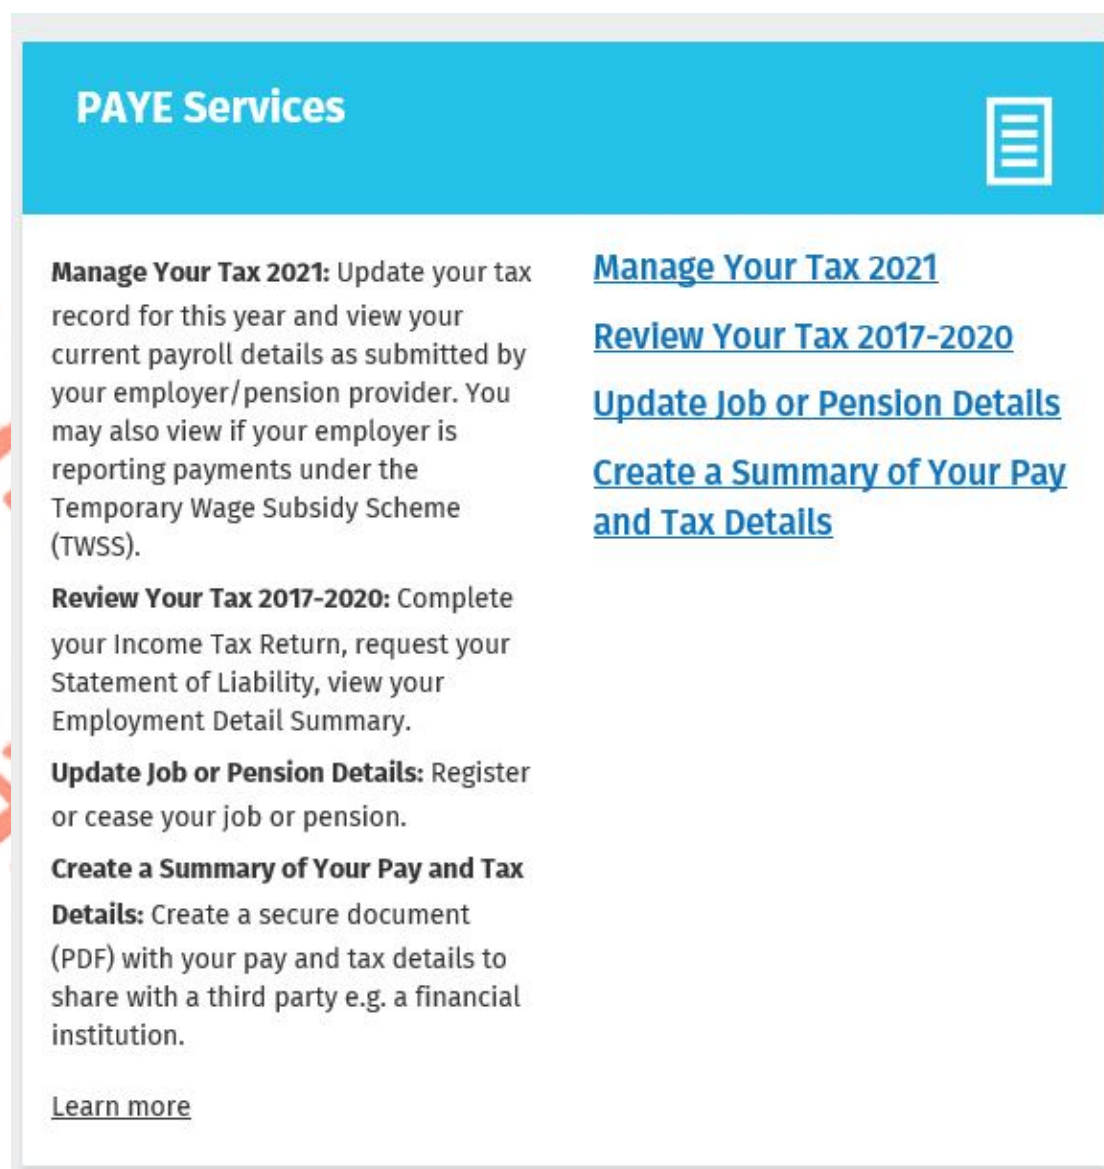 PAYE Services
Manage Your Tax 2021: Update your tax
record for this year and view your
current payroll details as submitted by
your employer/pension provider. You
may also view if your employer is
reporting payments under the
Temporary Wage Subsidy Scheme
(TWSS).
Review Your Tax 2017-2020: Complete
your Income Tax Return, request your
Statement of Liability, view your
Employment Detail Summary.
Update Job or Pension Details: Register
or cease your job or pension.
Create a Summary of Your Pay and Tax
Details: Create a secure document
(PDF) with your pay and tax details to
share with a third party e.g. a financial
institution.
Learn more
Manage Your Tax 2021
Review Your Tax 2017-2020
Update Job or Pension Details
Create a Summary of Your Pay
and Tax Details